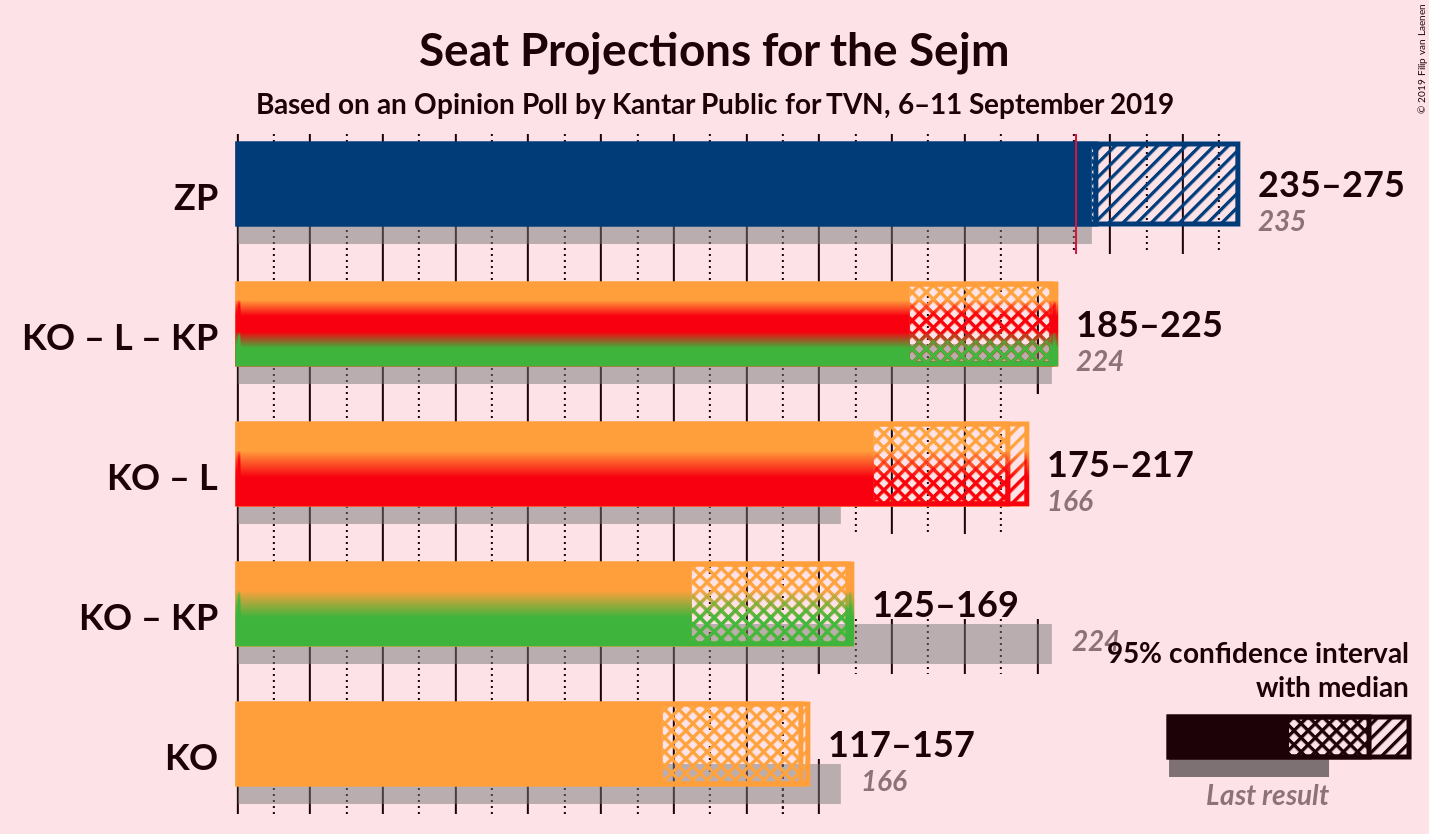 Seat Projections for the Sejm
Based on an Opinion Poll by Kantar Public for TVN, 6–11 September 2019
© 2019 Filip van Laenen
ZP
235–275
235
KO – L – KP
185–225
224
KO – L
175–217
166
KO – KP
125–169
224
KO
117–157
166
95% confidence interval
with median
Last result